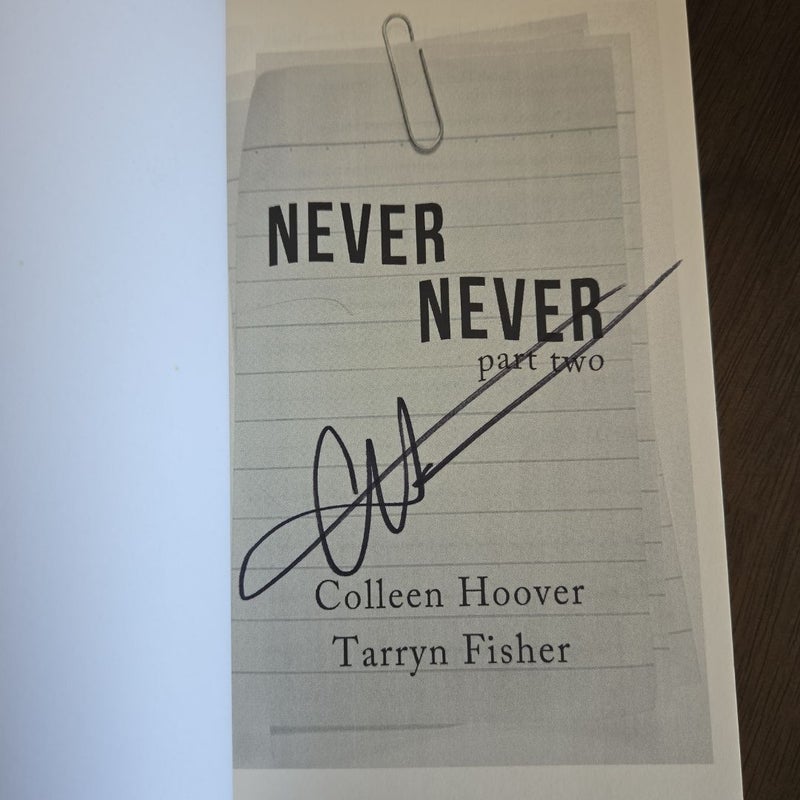 NEVER
NEVER
part two
Colleen Hoover
Tarryn Fisher